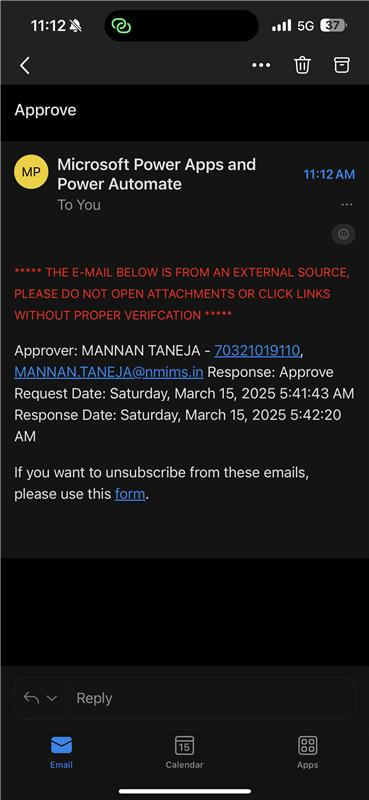 11:12
5G 37
Approve
MP
Microsoft Power Apps and
Power Automate
11:12 AM
To You
***** THE E-MAIL BELOW IS FROM AN EXTERNAL SOURCE,
PLEASE DO NOT OPEN ATTACHMENTS OR CLICK LINKS
WITHOUT PROPER VERIFCATION *****
Approver: MANNAN TANEJA - 70321019110,
MANNAN.TANEJA@nmims.in Response: Approve
Request Date: Saturday, March 15, 2025 5:41:43 AM
Response Date: Saturday, March 15, 2025 5:42:20
AM
If you want to unsubscribe from these emails,
please use this form.
Reply
15
Email
Calendar
Apps